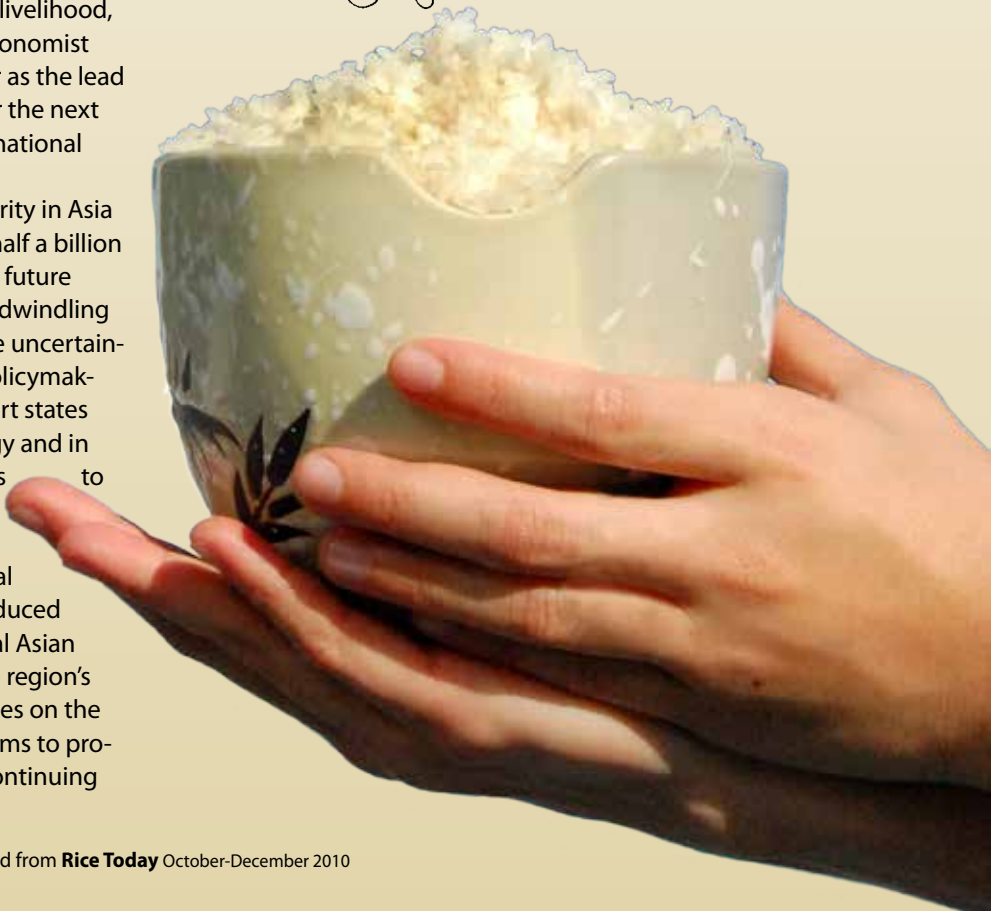 livelihood,
onomist
as the lead
the next
national
rity in Asia
half a billion
future
dwindling
e uncertain-
olicymak-
rt states
gy and in
s to
al
duced
al Asian
region's
es on the
ms to pro-
ontinuing
d from Rice Today October-December 2010